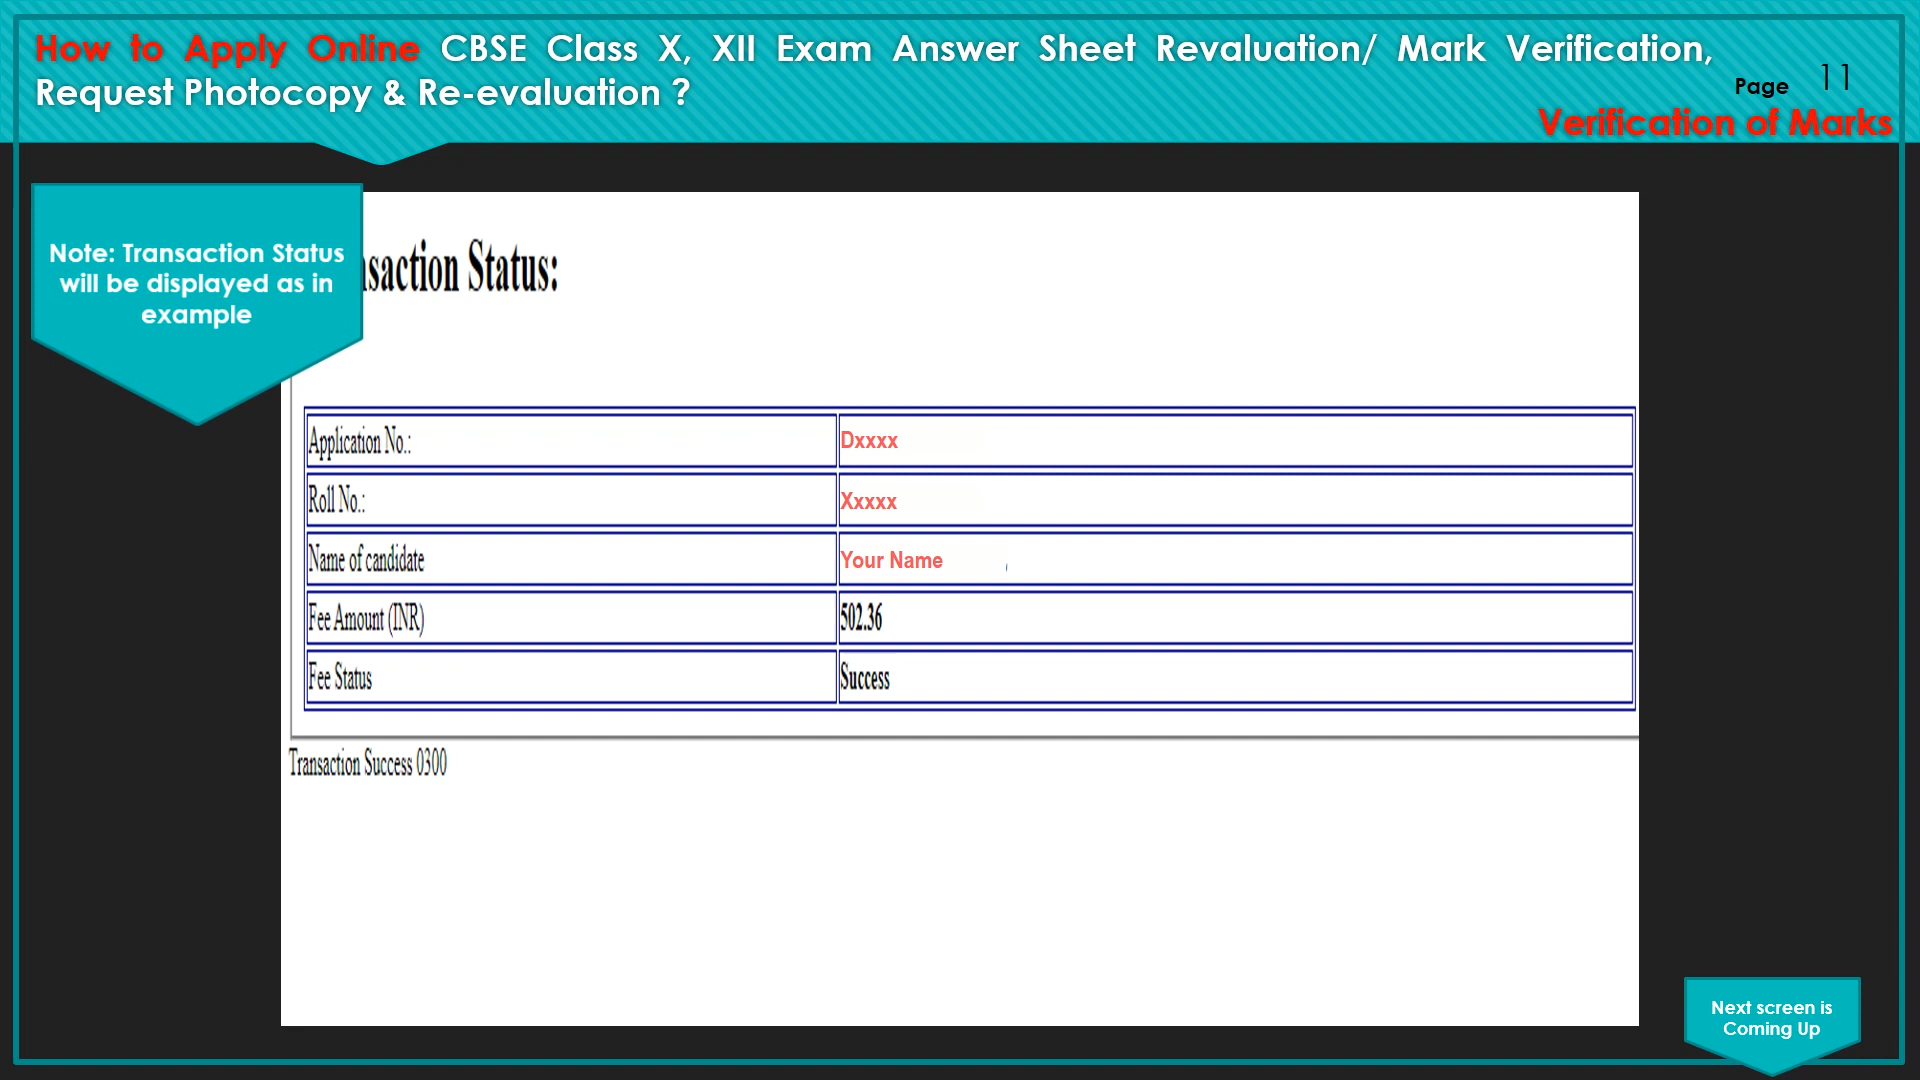 How to Apply Online CBSE Class X, XII Exam Answer Sheet Revaluation/ Mark Verification,
Request Photocopy & Re-evaluation ?
Page 11
Verification of Marks
Note: Transaction Status
will be displayed as in
example
nsaction Status:
Application No.: Dxxxx
Roll No.: Xxxxx
Name of candidate Your Name
Fee Amount (INR) 502.36
Fee Status Success
Transaction Success 0300
Next screen is
Coming Up